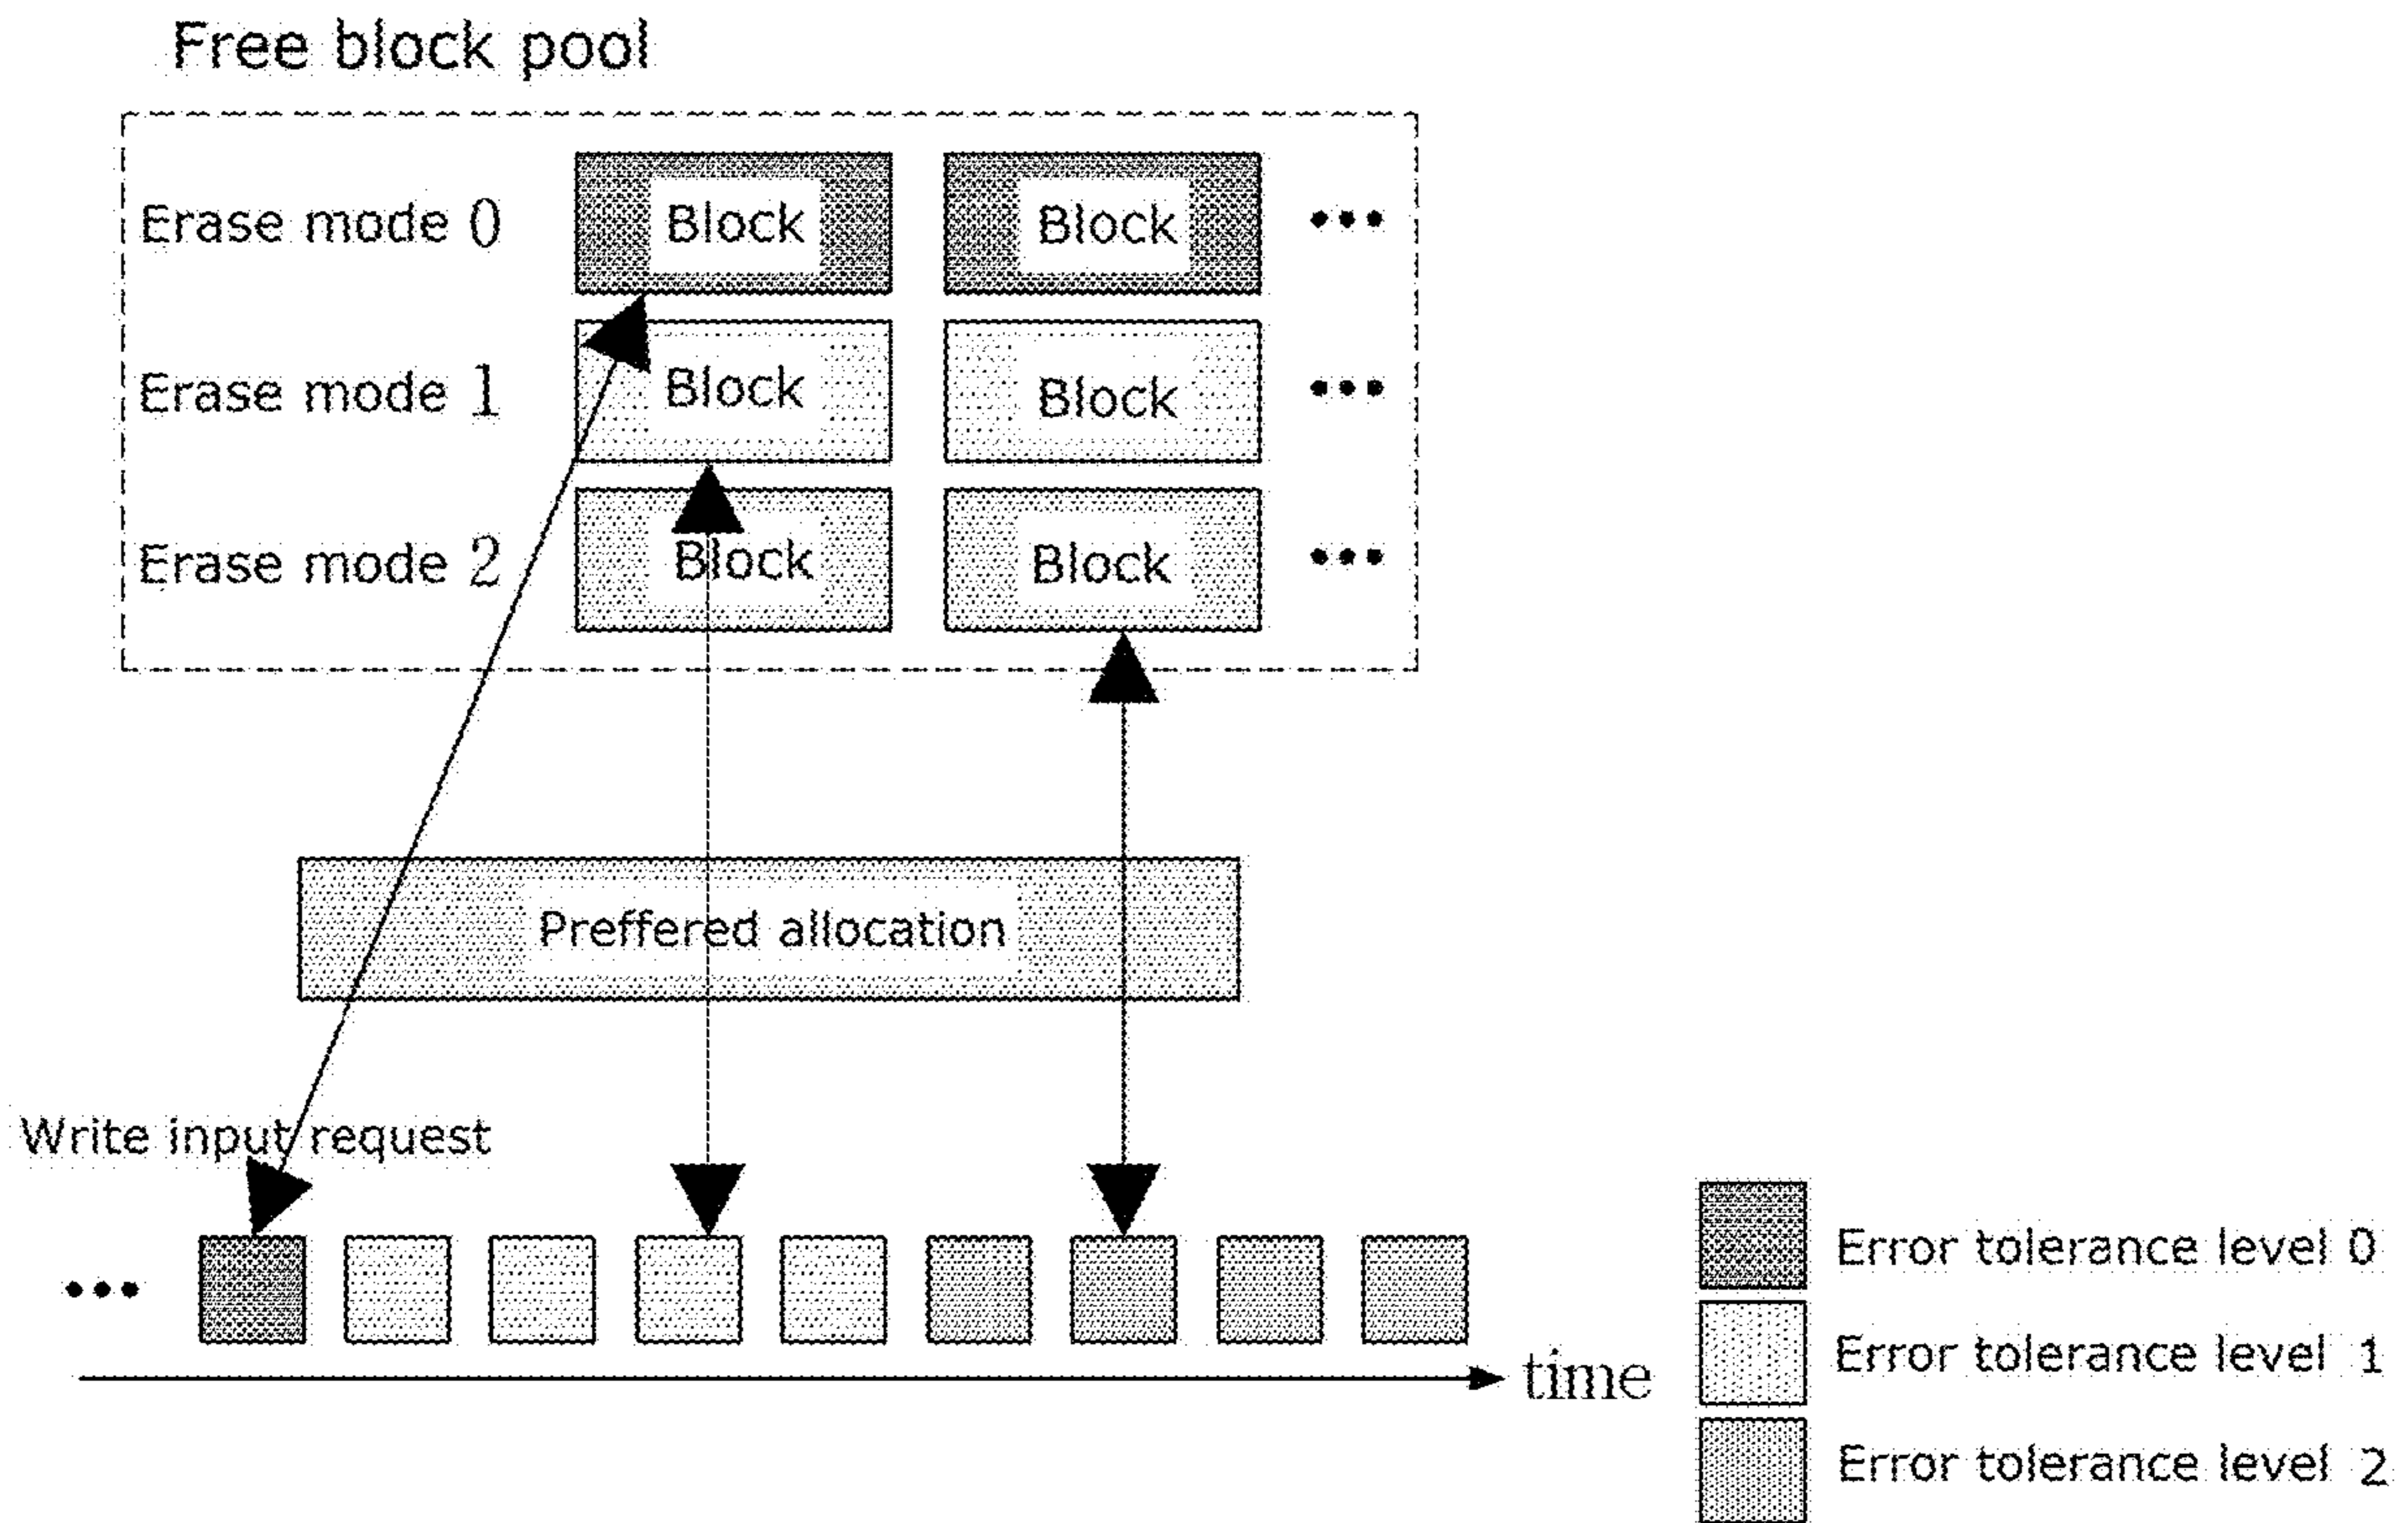 Free block pool
Erase mode 0 Block Block •••
Erase mode 1 Block Block •••
Erase mode 2 Block Block •••
Preffered allocation
Write input request
•••
time
Error tolerance level 0
Error tolerance level 1
Error tolerance level 2